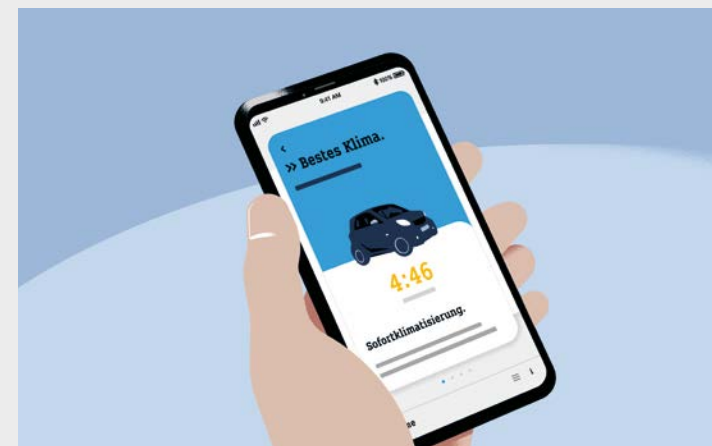 9:41 AM
100%
>> Bestes Klima.
4:46
Sofortklimatisierung.